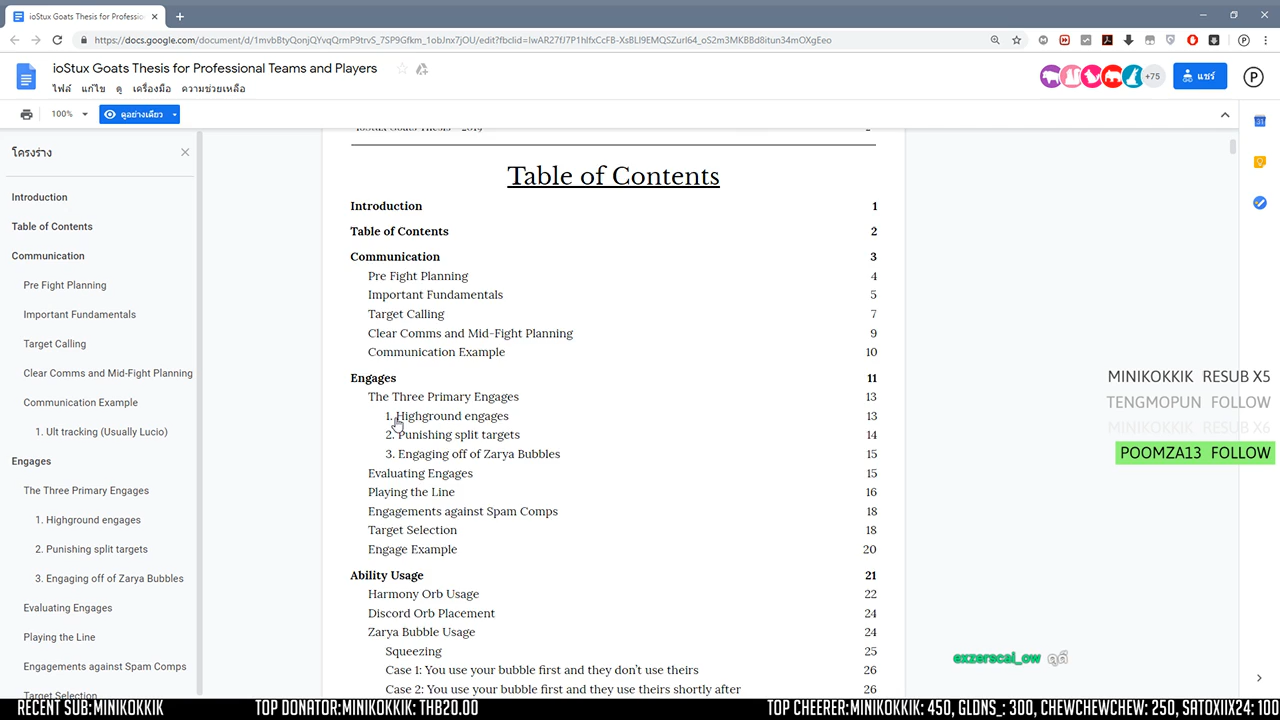 ioStux Goats Thesis for Professio
https://docs.google.com/document/d/1mvbBtyQonjQYvqQrmP9trvS_7SP9Gfkm_1obJnx7jOU/edit?fbclid=IwAR27fJ7P1hlfxCcFB-XsBLl9EMQSZurl64_oS2m3MKBBd8itun34mOXgEeo
ioStux Goats Thesis for Professional Teams and Players
ไฟล์ แก้ไข ดู เครื่องมือ ความช่วยเหลือ
+75
แชร์
P
100%
ดูอย่างเดียว
โครงร่าง
Introduction
Table of Contents
Communication
Pre Fight Planning
Important Fundamentals
Target Calling
Clear Comms and Mid-Fight Planning
Communication Example
1. Ult tracking (Usually Lucio)
Engages
The Three Primary Engages
1. Highground engages
2. Punishing split targets
3. Engaging off of Zarya Bubbles
Evaluating Engages
Playing the Line
Engagements against Spam Comps
Target Selection
Table of Contents
Introduction 1
Table of Contents 2
Communication 3
Pre Fight Planning 4
Important Fundamentals 5
Target Calling 7
Clear Comms and Mid-Fight Planning 9
Communication Example 10
Engages 11
The Three Primary Engages 13
1. Highground engages 13
2. Punishing split targets 14
3. Engaging off of Zarya Bubbles 15
Evaluating Engages 15
Playing the Line 16
Engagements against Spam Comps 18
Target Selection 18
Engage Example 20
Ability Usage 21
Harmony Orb Usage 22
Discord Orb Placement 24
Zarya Bubble Usage 24
Squeezing 25
Case 1: You use your bubble first and they don't use theirs 26
Case 2: You use your bubble first and they use theirs shortly after 26
MINIKOKKIK RESUB X5
TENGMOPUN FOLLOW
MINIKOKKIK RESUB X6
POOMZA13 FOLLOW
exzerscal_ow ดูดี
RECENT SUB:MINIKOKKIK
TOP DONATOR:MINIKOKKIK: THB20.00
TOP CHEERER:MINIKOKKIK: 450, GLDNS_: 300, CHEWCHEWCHEW: 250, SATOXIIX24: 100